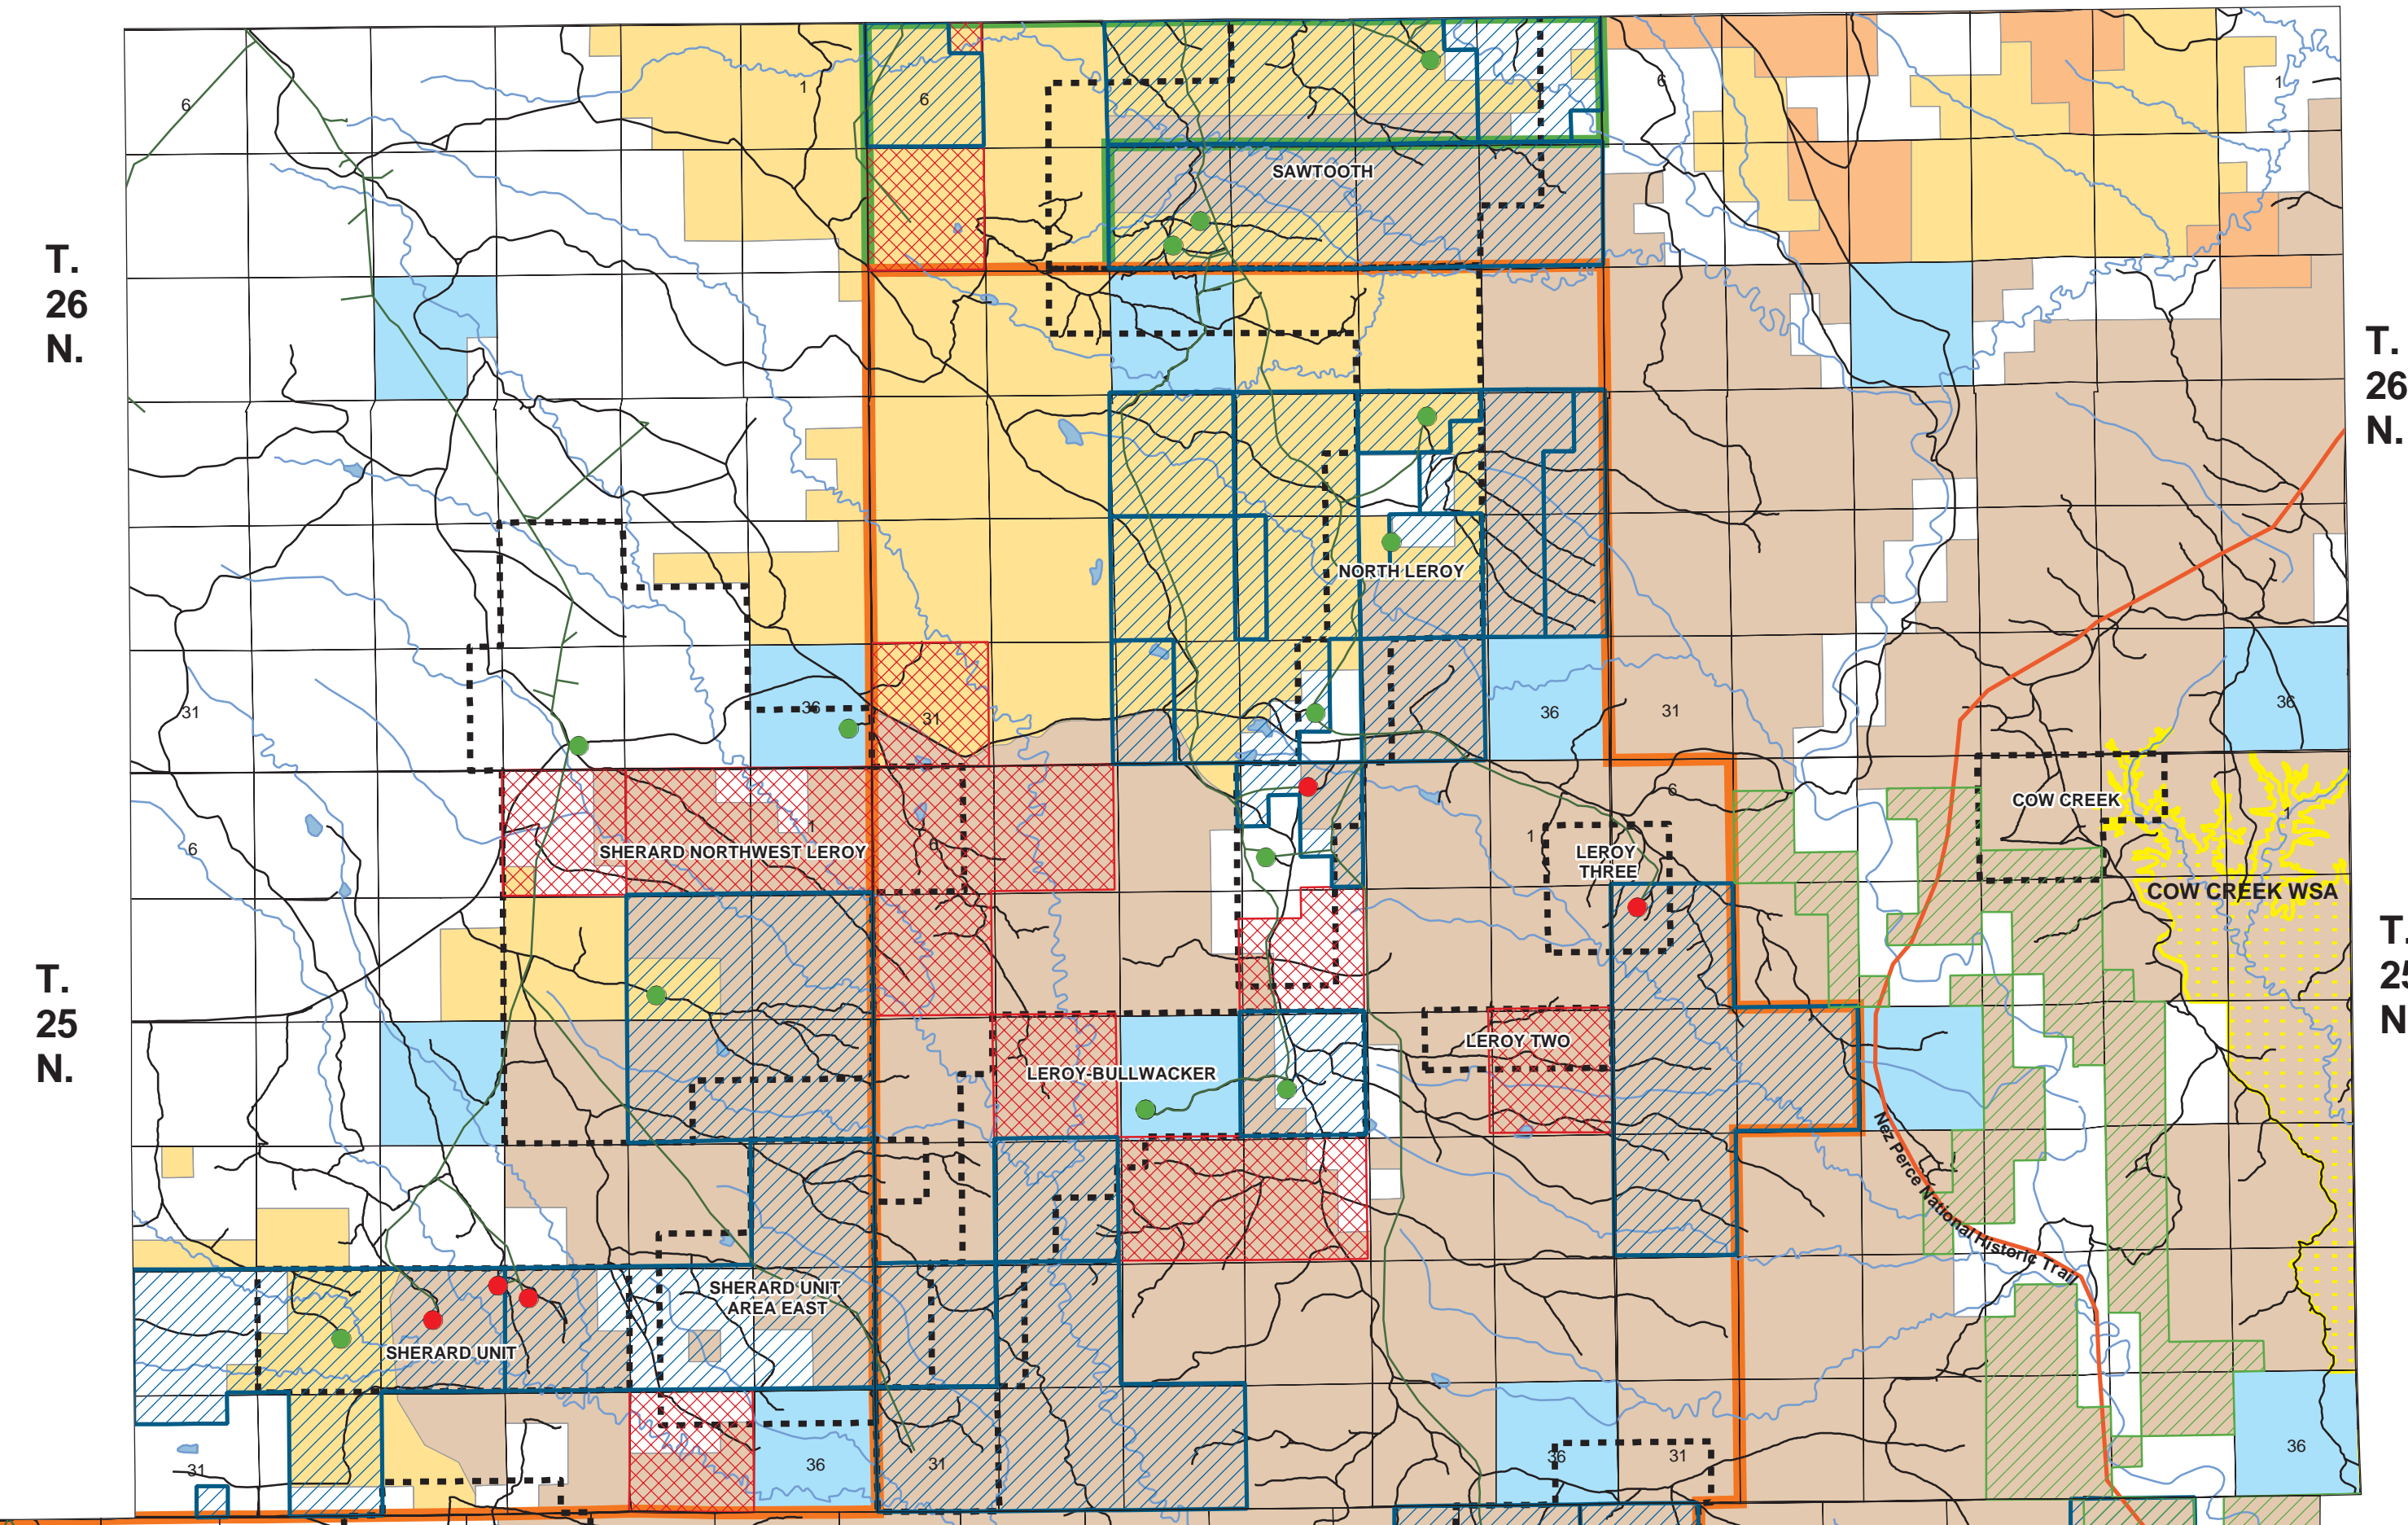 1
6
6
6
1
SAWTOOTH
T.
26
N.
T.
26
N.
NORTH LEROY
31
36
31
36
31
36
6
COW CREEK
1
1
1
6
6
SHERARD NORTHWEST LEROY
LEROY
THREE
COW CREEK WSA
T.
25
N.
T.
LEROY TWO
LEROY-BULLWACKER
Nez Perce National Historic Trail
SHERARD UNIT
AREA EAST
SHERARD UNIT
31
36
31
36
31
36